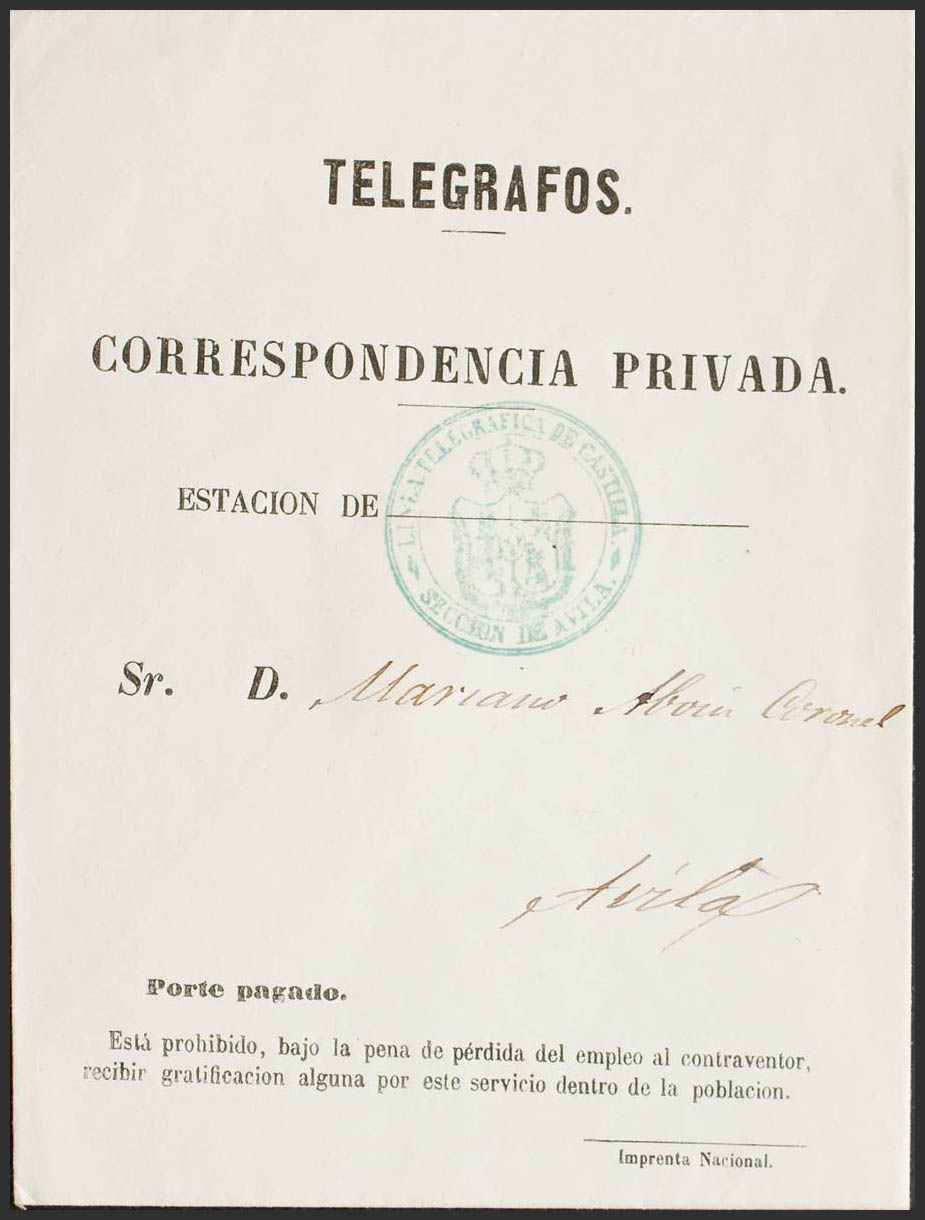 TELEGRAFOS.
CORRESPONDENCIA PRIVADA.
LINEA TELEGRAFICA DE CASTILLA
ESTACION DE
SECCION DE AVILA.
Sr. D. Mariano Aboin Coronel
Avila
Porte pagado.
Está prohibido, bajo la pena de pérdida del empleo al contraventor,
recibir gratificacion alguna por este servicio dentro de la poblacion.
Imprenta Nacional.